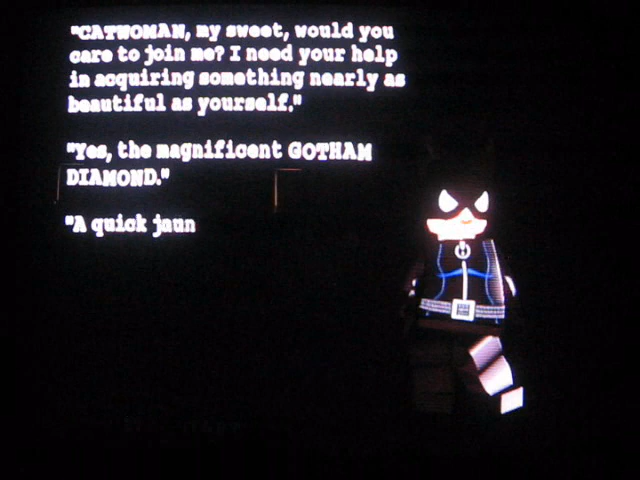 "CATWOMAN, my sweet, would you
care to join me? I need your help
in acquiring something nearly as
beautiful as yourself."
"Yes, the magnificent GOTHAM
DIAMOND."
"A quick jaun